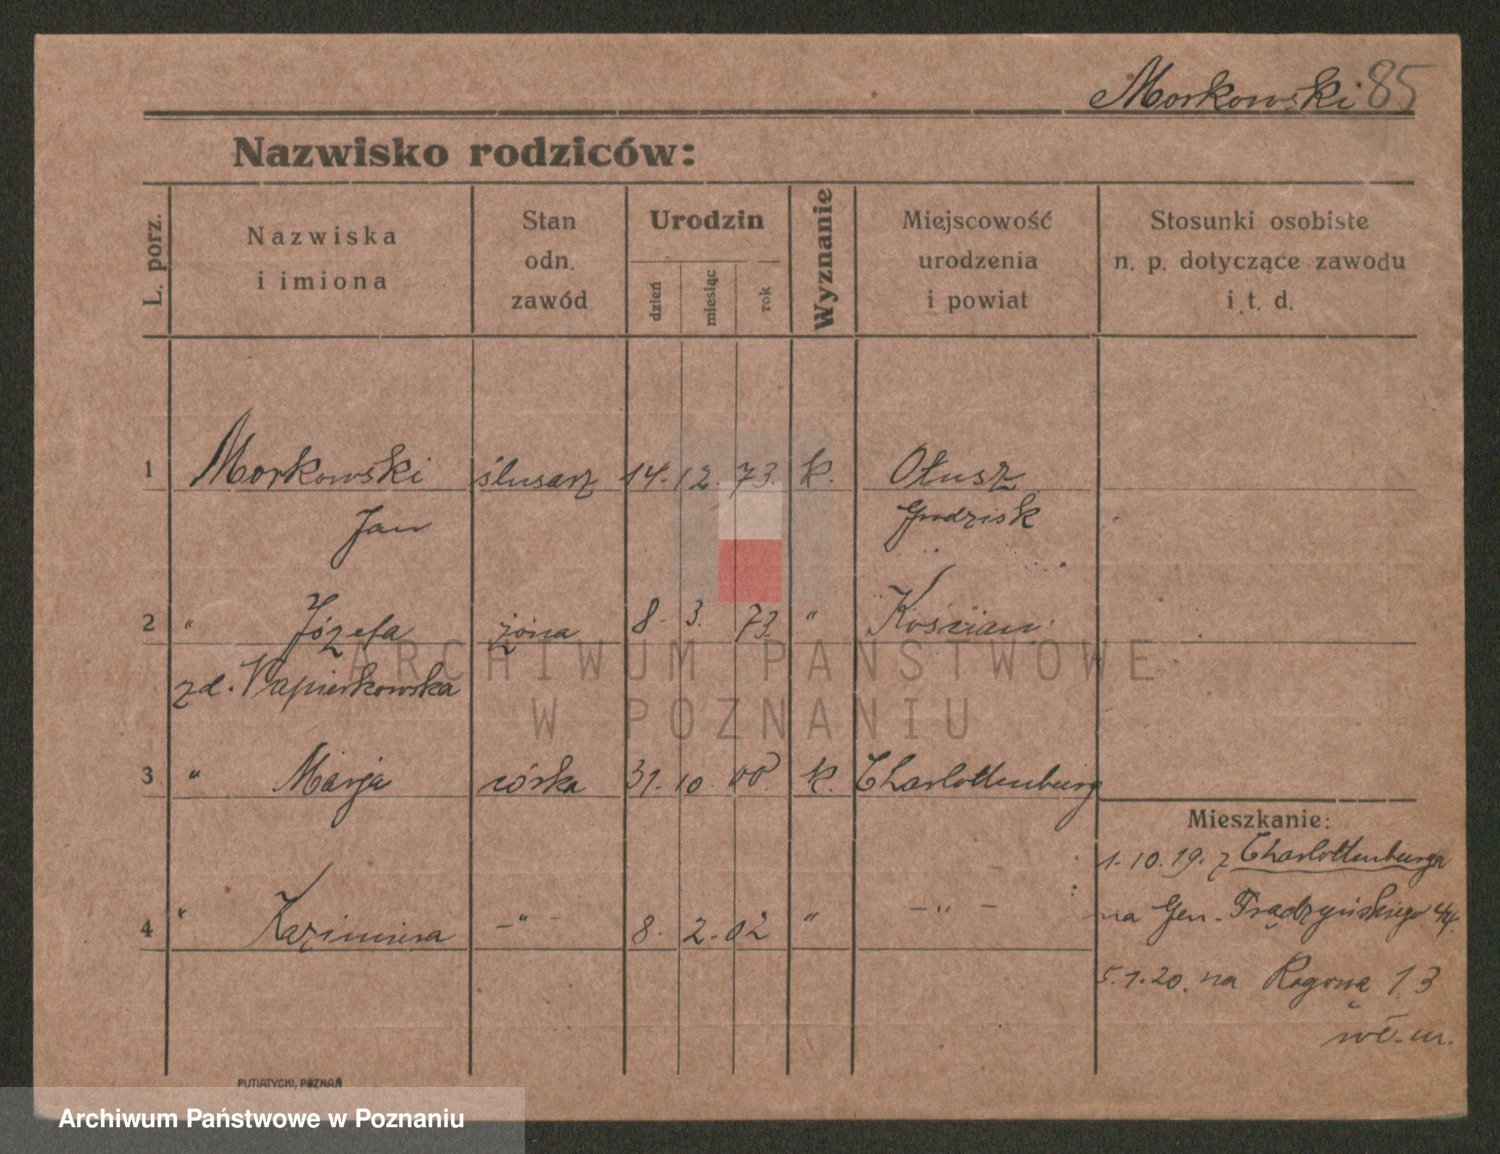 Morkowski 85
Nazwisko rodziców:
L. porz.
Nazwiska i imiona
Stan odn. zawód
Urodzin
dzień miesiąc rok
Wyznanie
Miejscowość urodzenia i powiat
Stosunki osobiste n. p. dotyczące zawodu i t. d.
1 Morkowski ślusarz 14. 12. 73. k. Otusz
Jan Grodzisk
2 " Józefa żona 8. 3. 73. " Kościan
zd. Papierkowska
3 " Marja córka 31. 10. 00. k. Charlottenburg
Mieszkanie:
1.10.19. z Charlottenburga
na Gen. Prądzyńskiego 44.
4 " Kazimiera -"- 8. 2. 02 " -"-
5.1.20. na 13
wł. m.
PUTIATYCKI, POZNAŃ
ARCHIWUM PAŃSTWOWE
W POZNANIU
Archiwum Państwowe w Poznaniu